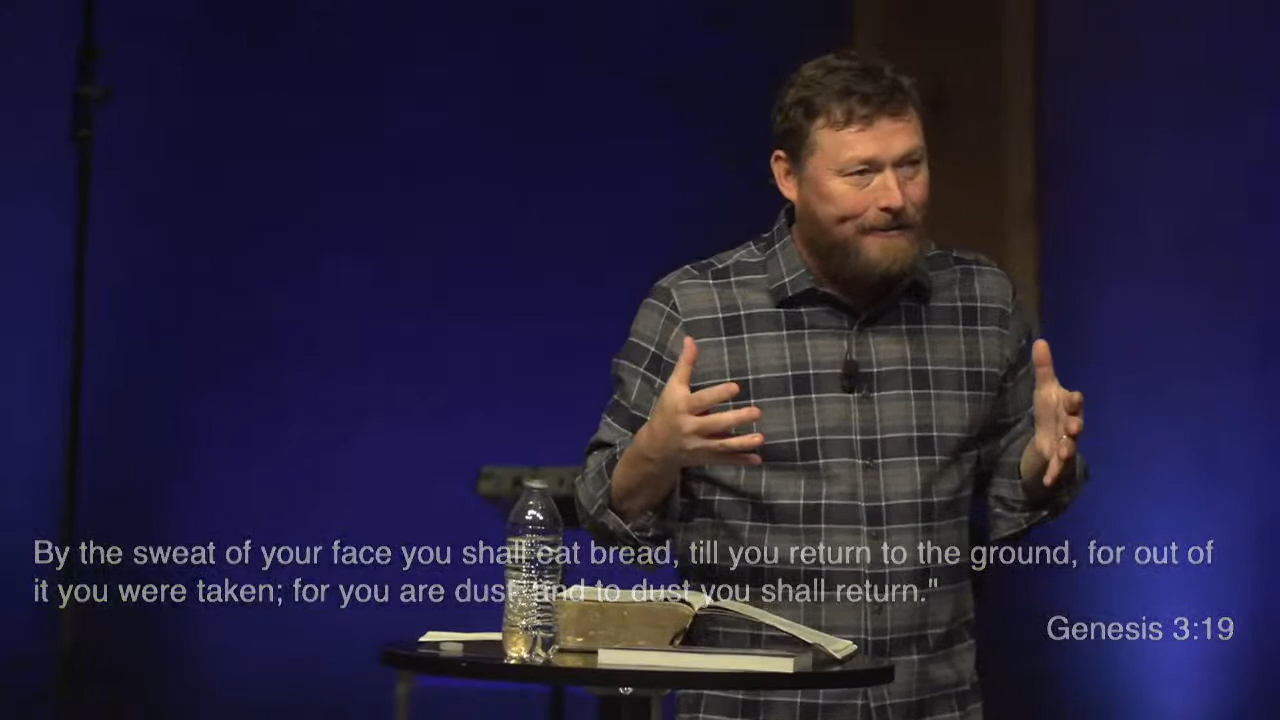 By the sweat of your face you shall eat bread, till you return to the ground, for out of
it you were taken; for you are dust, and to dust you shall return."
Genesis 3:19